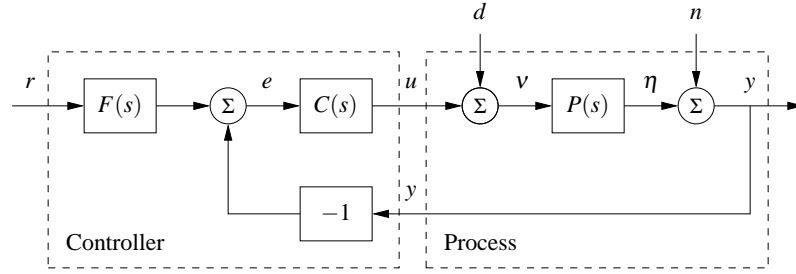 d
n
r
F(s)
Σ
e
C(s)
u
Σ
ν
P(s)
η
Σ
y
−1
y
Controller
Process